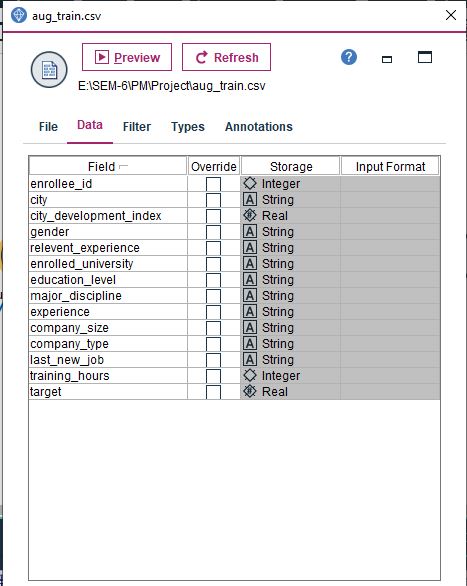 aug_train.csv
Preview Refresh ?
E:\SEM-6\PM\Project\aug_train.csv
File Data Filter Types Annotations
Field Override Storage Input Format
enrollee_id Integer
city A String
city_development_index # Real
gender A String
relevent_experience A String
enrolled_university A String
education_level A String
major_discipline A String
experience A String
company_size A String
company_type A String
last_new_job A String
training_hours Integer
target # Real